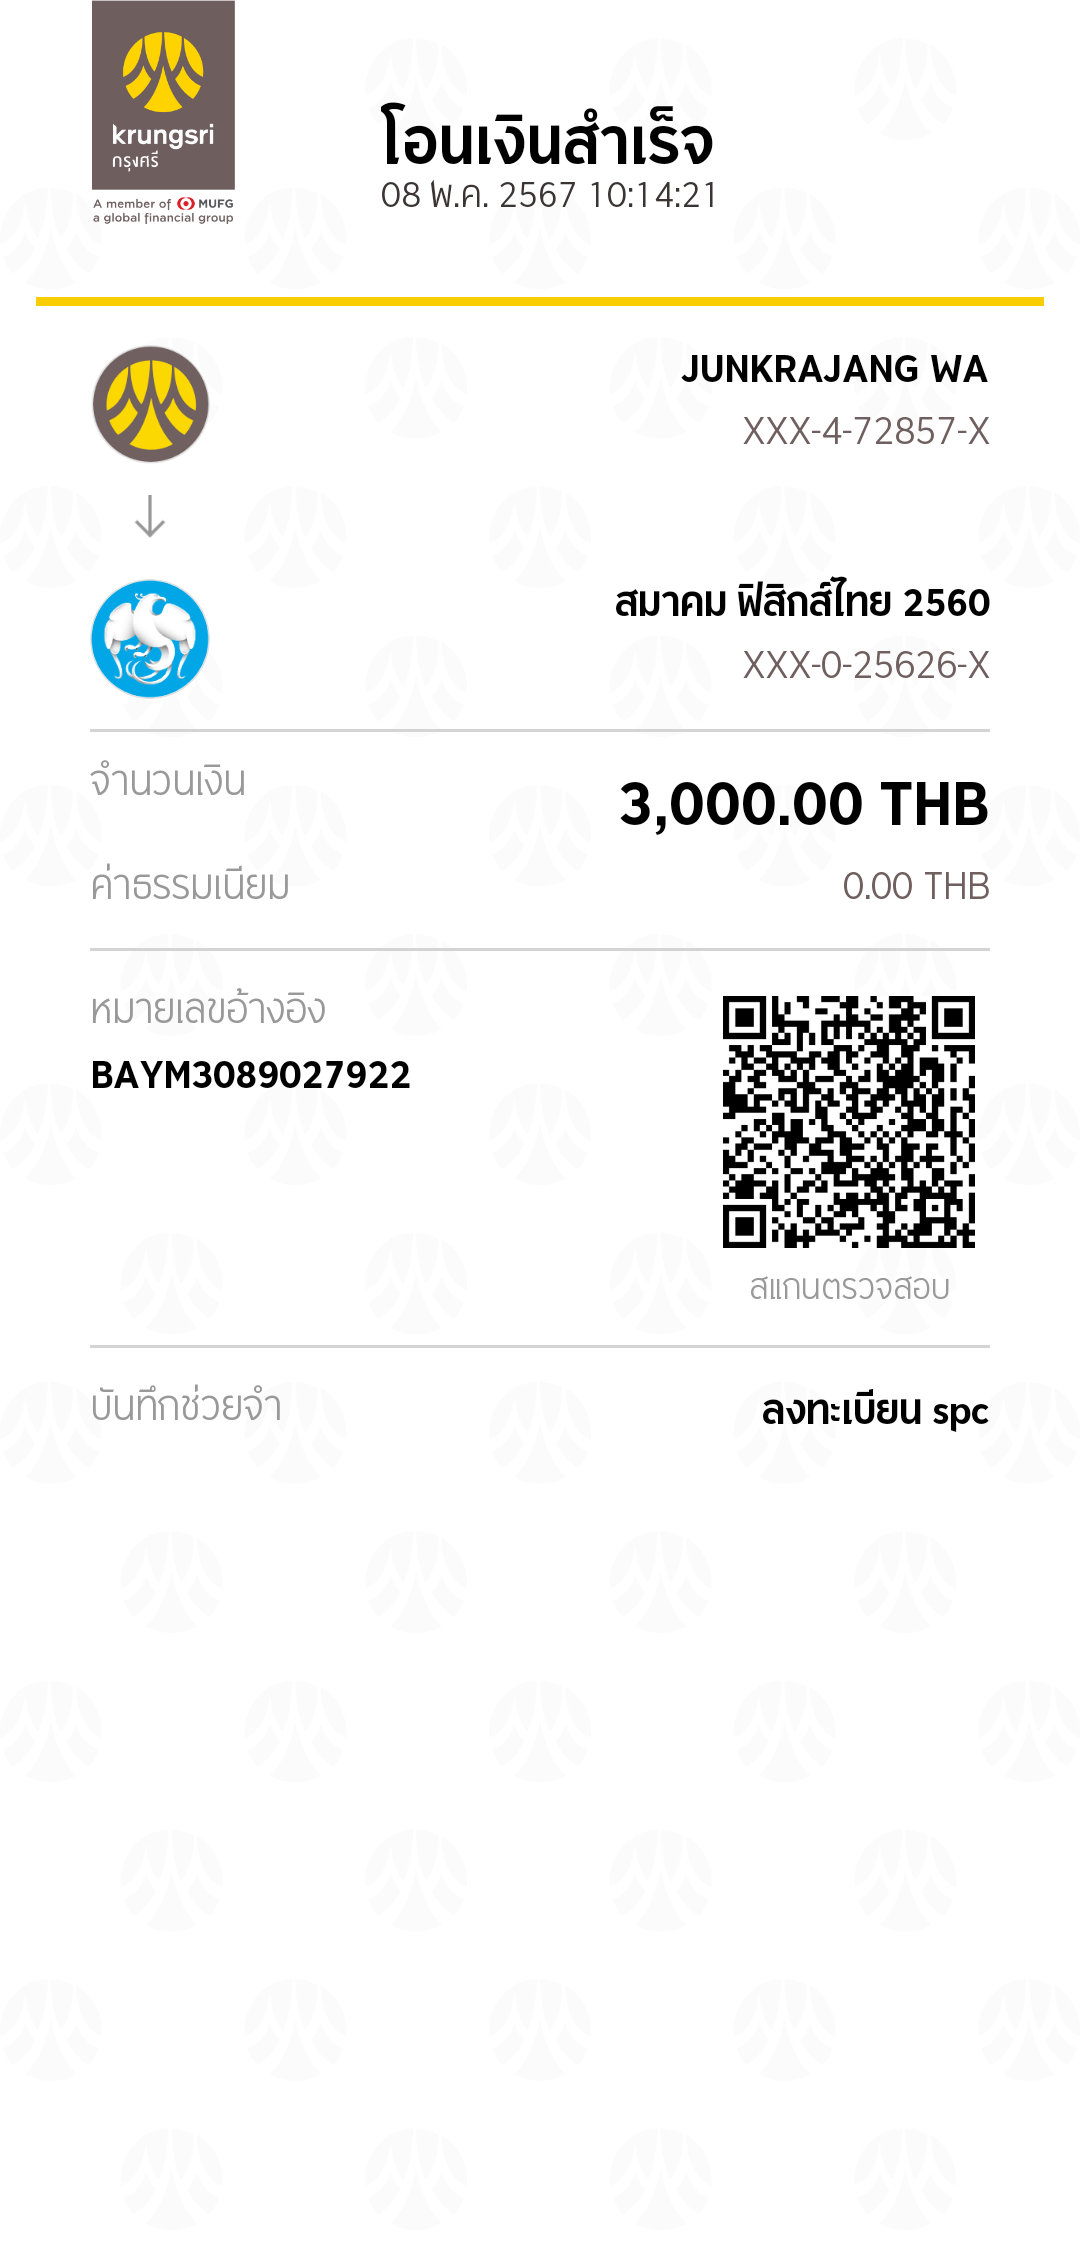 krungsri
กรุงศรี
A member of MUFG
a global financial group
โอนเงินสำเร็จ
08 พ.ค. 2567 10:14:21
JUNKRAJANG WA
XXX-4-72857-X
สมาคม ฟิสิกส์ไทย 2560
XXX-0-25626-X
จำนวนเงิน
3,000.00 THB
ค่าธรรมเนียม
0.00 THB
หมายเลขอ้างอิง
BAYM3089027922
สแกนตรวจสอบ
บันทึกช่วยจำ
ลงทะเบียน spc